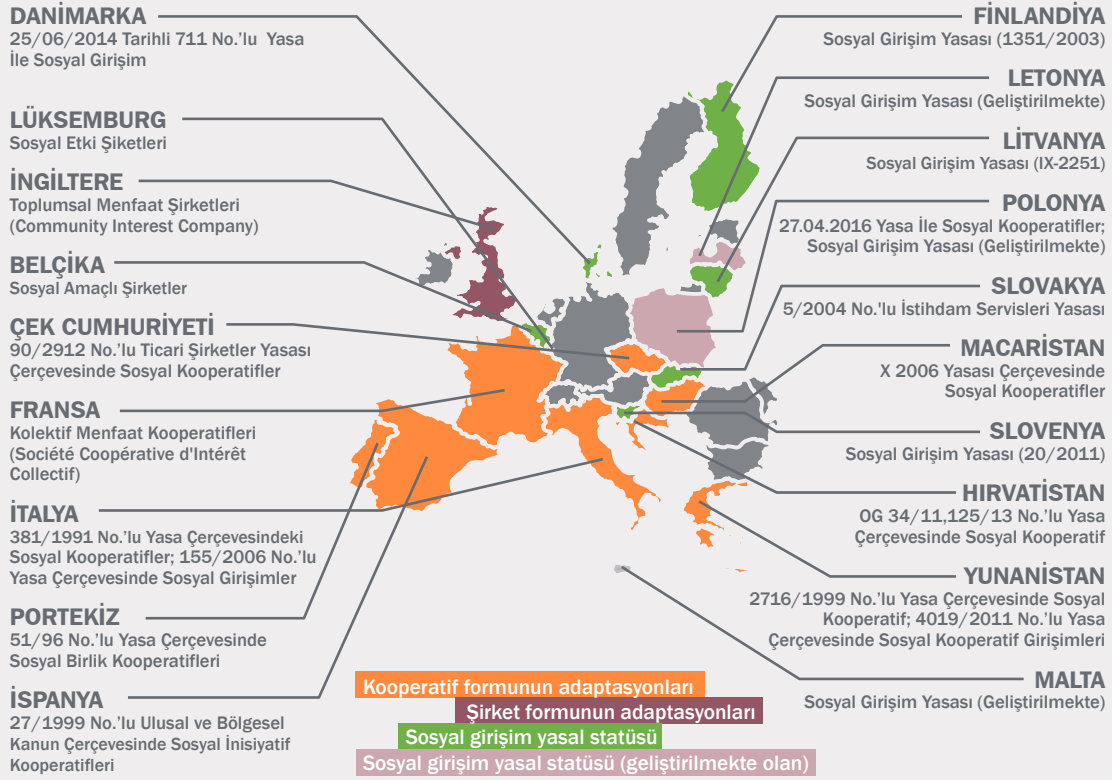 DANİMARKA
25/06/2014 Tarihli 711 No.'lu Yasa
İle Sosyal Girişim
LÜKSEMBURG
Sosyal Etki Şiketleri
İNGİLTERE
Toplumsal Menfaat Şirketleri
(Community Interest Company)
BELÇİKA
Sosyal Amaçlı Şirketler
ÇEK CUMHURİYETİ
90/2912 No.'lu Ticari Şirketler Yasası
Çerçevesinde Sosyal Kooperatifler
FRANSA
Kolektif Menfaat Kooperatifleri
(Société Coopérative d'Intérêt
Collectif)
İTALYA
381/1991 No.'lu Yasa Çerçevesindeki
Sosyal Kooperatifler; 155/2006 No.'lu
Yasa Çerçevesinde Sosyal Girişimler
PORTEKİZ
51/96 No.'lu Yasa Çerçevesinde
Sosyal Birlik Kooperatifleri
İSPANYA
27/1999 No.'lu Ulusal ve Bölgesel
Kanun Çerçevesinde Sosyal İnisiyatif
Kooperatifleri
FİNLANDİYA
Sosyal Girişim Yasası (1351/2003)
LETONYA
Sosyal Girişim Yasası (Geliştirilmekte)
LİTVANYA
Sosyal Girişim Yasası (IX-2251)
POLONYA
27.04.2016 Yasa İle Sosyal Kooperatifler;
Sosyal Girişim Yasası (Geliştirilmekte)
SLOVAKYA
5/2004 No.'lu İstihdam Servisleri Yasası
MACARİSTAN
X 2006 Yasası Çerçevesinde
Sosyal Kooperatifler
SLOVENYA
Sosyal Girişim Yasası (20/2011)
HIRVATİSTAN
OG 34/11,125/13 No.'lu Yasa
Çerçevesinde Sosyal Kooperatif
YUNANİSTAN
2716/1999 No.'lu Yasa Çerçevesinde Sosyal
Kooperatif; 4019/2011 No.'lu Yasa
Çerçevesinde Sosyal Kooperatif Girişimleri
MALTA
Sosyal Girişim Yasası (Geliştirilmekte)
Kooperatif formunun adaptasyonları
Şirket formunun adaptasyonları
Sosyal girişim yasal statüsü
Sosyal girişim yasal statüsü (geliştirilmekte olan)